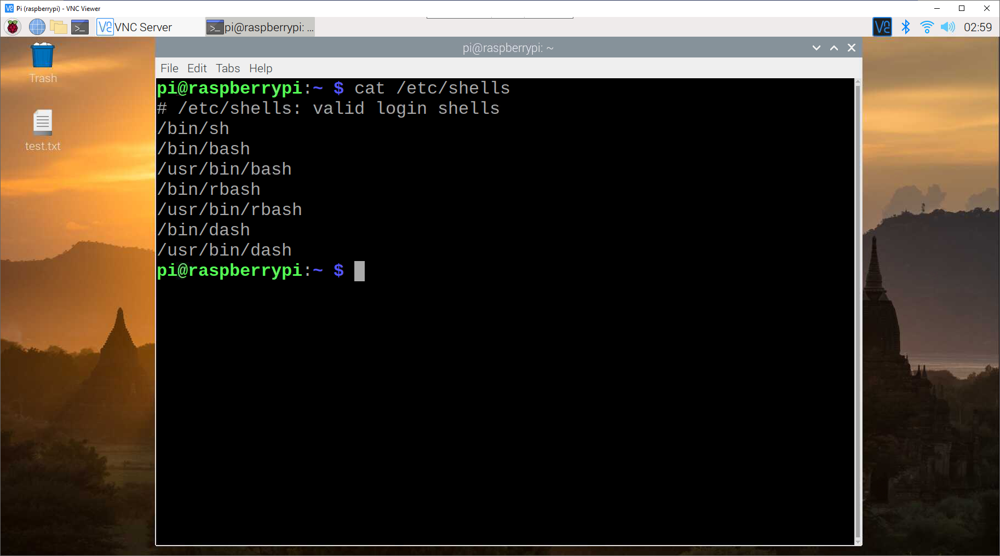 Pi (raspberrypi) - VNC Viewer
VNC Server
pi@raspberrypi: ...
02:59
Trash
test.txt
pi@raspberrypi: ~
File Edit Tabs Help
pi@raspberrypi:~ $ cat /etc/shells
# /etc/shells: valid login shells
/bin/sh
/bin/bash
/usr/bin/bash
/bin/rbash
/usr/bin/rbash
/bin/dash
/usr/bin/dash
pi@raspberrypi:~ $